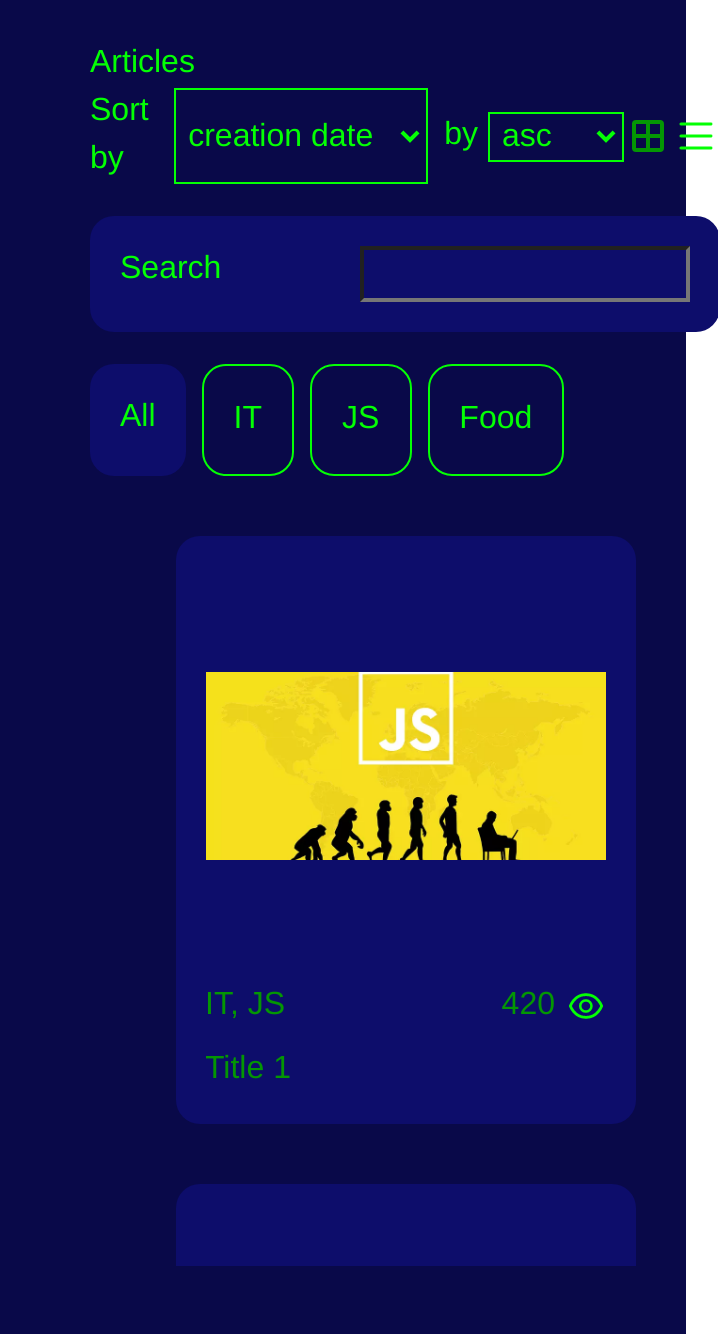 Articles
Sort by creation date by asc
Search
All IT JS Food
JS
IT, JS 420
Title 1